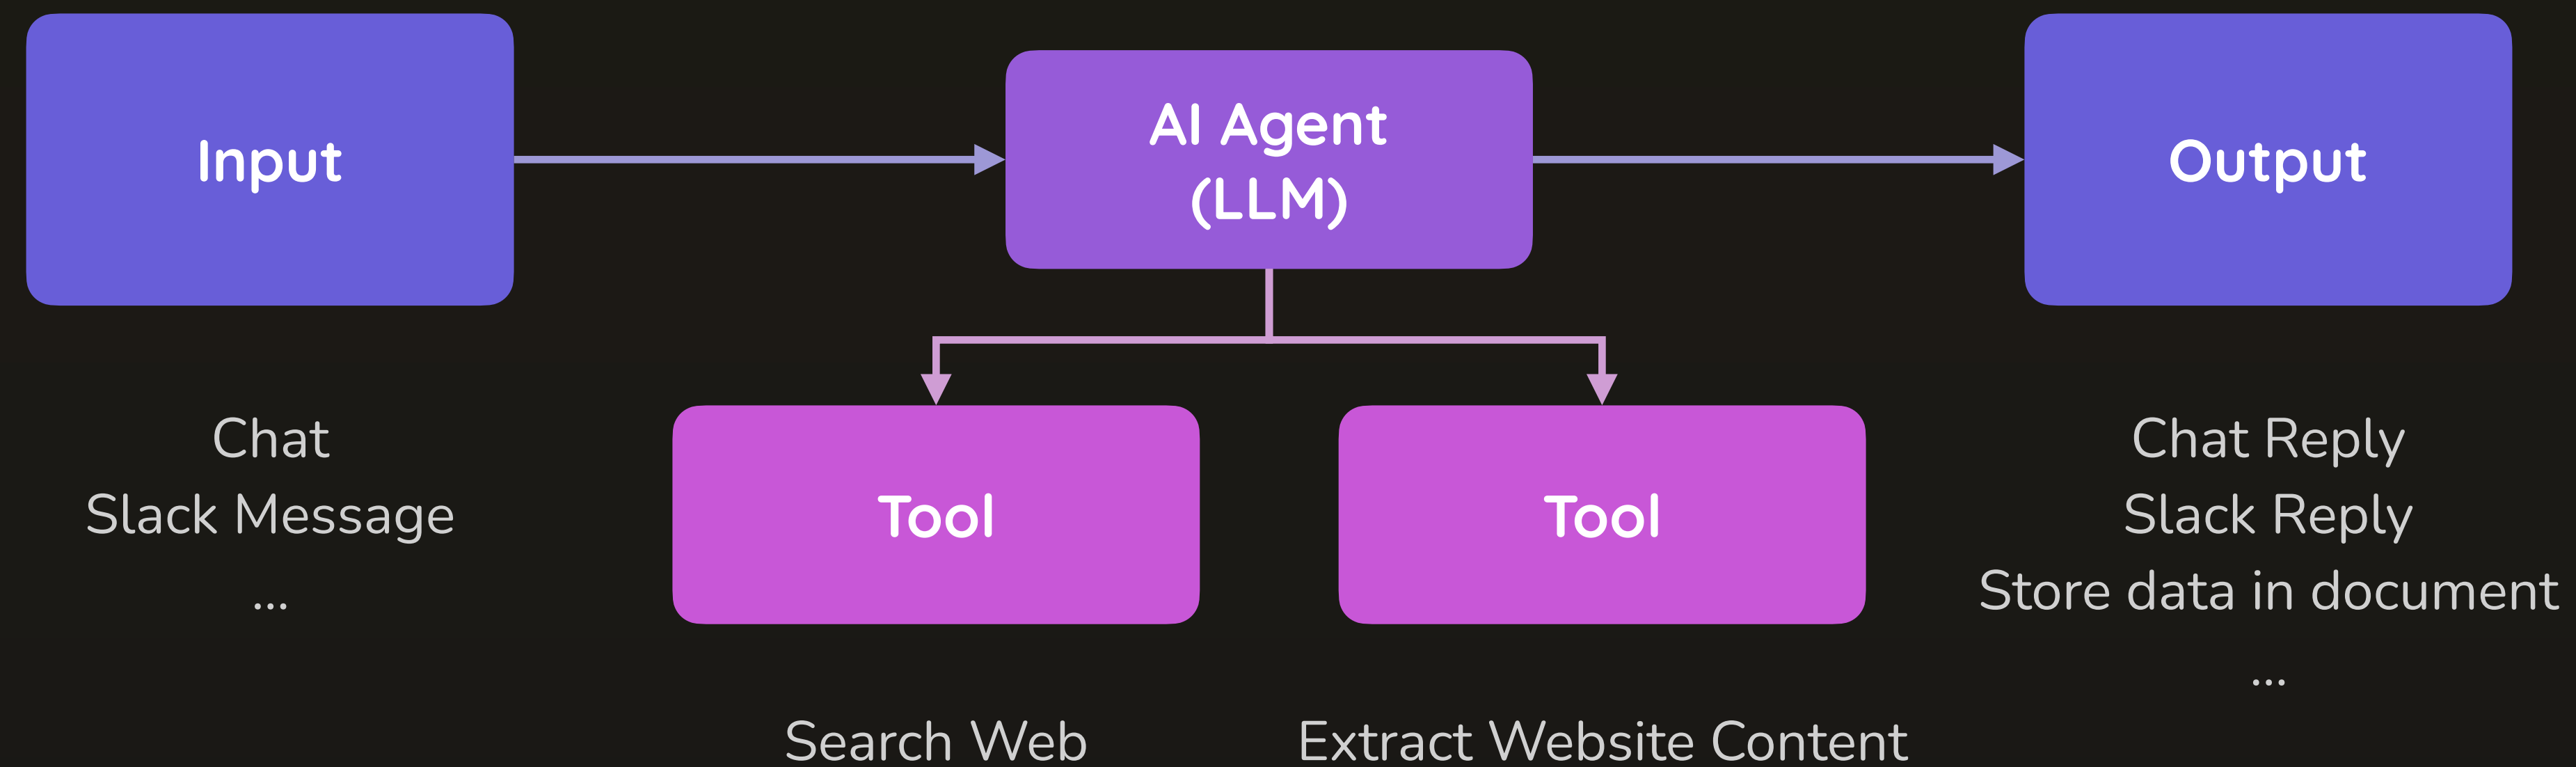 Input
AI Agent
(LLM)
Output
Chat
Slack Message
...
Tool
Tool
Chat Reply
Slack Reply
Store data in document
...
Search Web
Extract Website Content